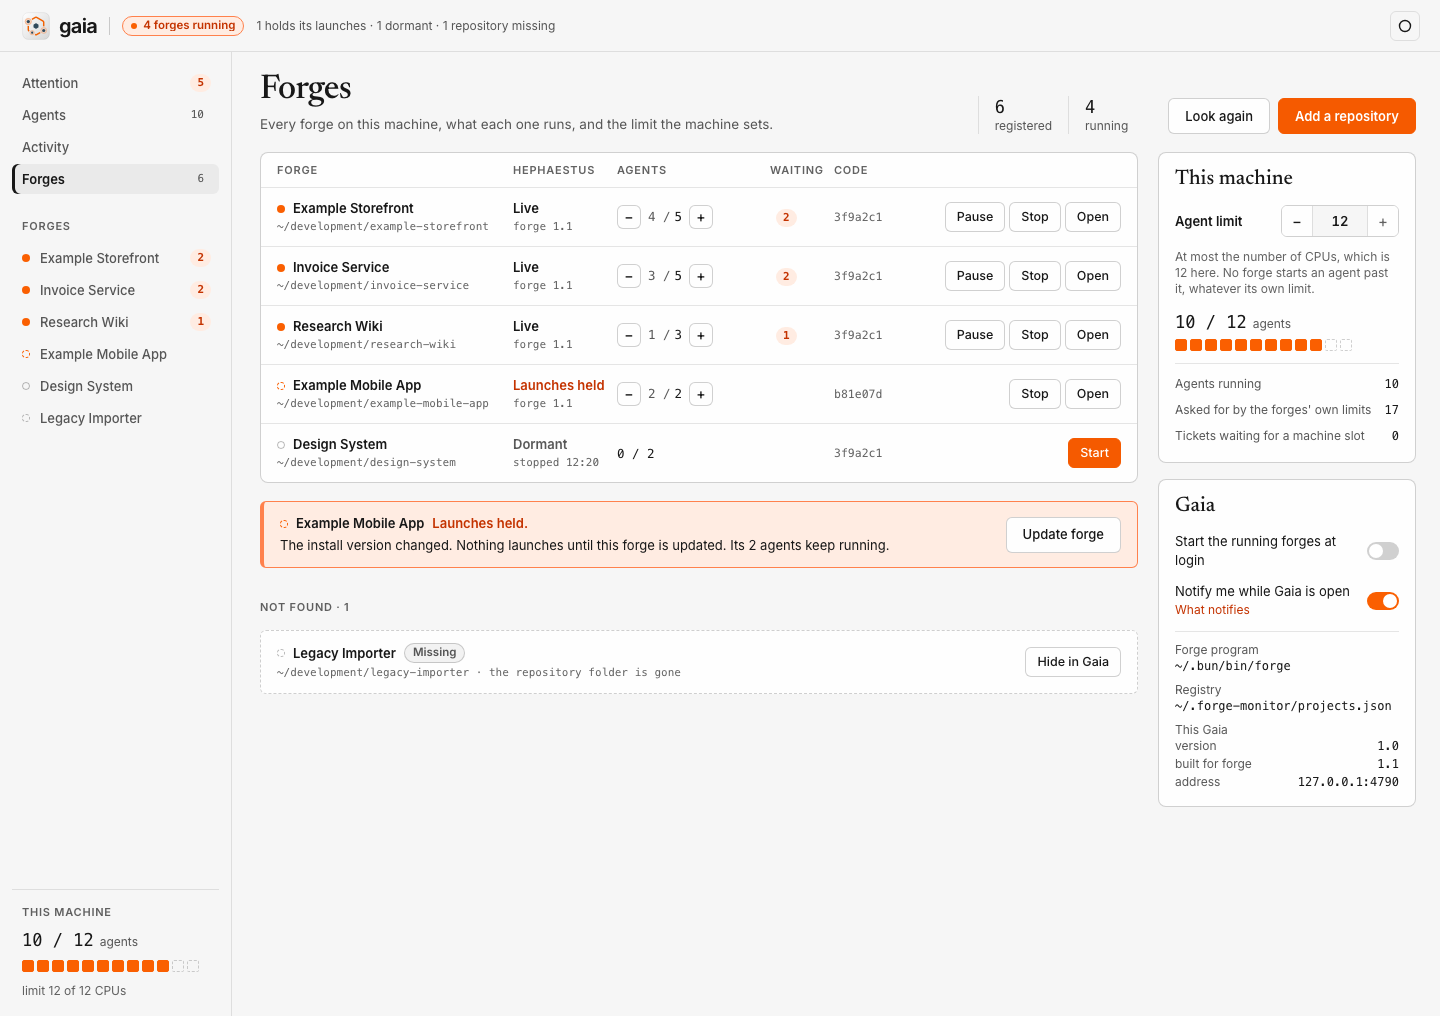 gaia
4 forges running
1 holds its launches · 1 dormant · 1 repository missing
Attention 5
Agents 10
Activity
Forges 6
FORGES
Example Storefront 2
Invoice Service 2
Research Wiki 1
Example Mobile App
Design System
Legacy Importer
THIS MACHINE
10 / 12 agents
limit 12 of 12 CPUs
Forges
Every forge on this machine, what each one runs, and the limit the machine sets.
6
registered
4
running
Look again
Add a repository
FORGE HEPHAESTUS AGENTS WAITING CODE
Example Storefront
~/development/example-storefront
Live
forge 1.1
− 4 / 5 +
2
3f9a2c1
Pause Stop Open
Invoice Service
~/development/invoice-service
Live
forge 1.1
− 3 / 5 +
2
3f9a2c1
Pause Stop Open
Research Wiki
~/development/research-wiki
Live
forge 1.1
− 1 / 3 +
1
3f9a2c1
Pause Stop Open
Example Mobile App
~/development/example-mobile-app
Launches held
forge 1.1
− 2 / 2 +
b81e07d
Stop Open
Design System
~/development/design-system
Dormant
stopped 12:20
0 / 2
3f9a2c1
Start
Example Mobile App Launches held.
The install version changed. Nothing launches until this forge is updated. Its 2 agents keep running.
Update forge
NOT FOUND · 1
Legacy Importer Missing
~/development/legacy-importer · the repository folder is gone
Hide in Gaia
This machine
Agent limit − 12 +
At most the number of CPUs, which is
12 here. No forge starts an agent past
it, whatever its own limit.
10 / 12 agents
Agents running 10
Asked for by the forges' own limits 17
Tickets waiting for a machine slot 0
Gaia
Start the running forges at
login
Notify me while Gaia is open
What notifies
Forge program
~/.bun/bin/forge
Registry
~/.forge-monitor/projects.json
This Gaia
version 1.0
built for forge 1.1
address 127.0.0.1:4790